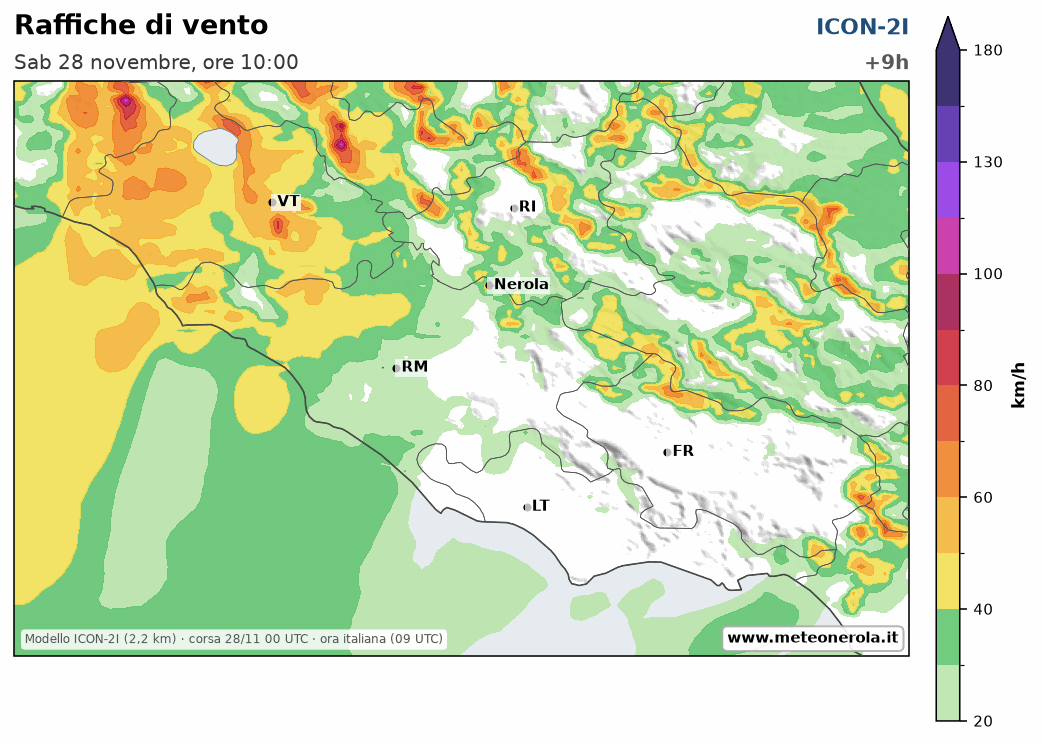 Raffiche di vento
ICON-2I
Sab 28 novembre, ore 10:00
+9h
180
130
100
80
60
40
20
km/h
VT
RI
Nerola
RM
FR
LT
Modello ICON-2I (2,2 km) · corsa 28/11 00 UTC · ora italiana (09 UTC)
www.meteonerola.it